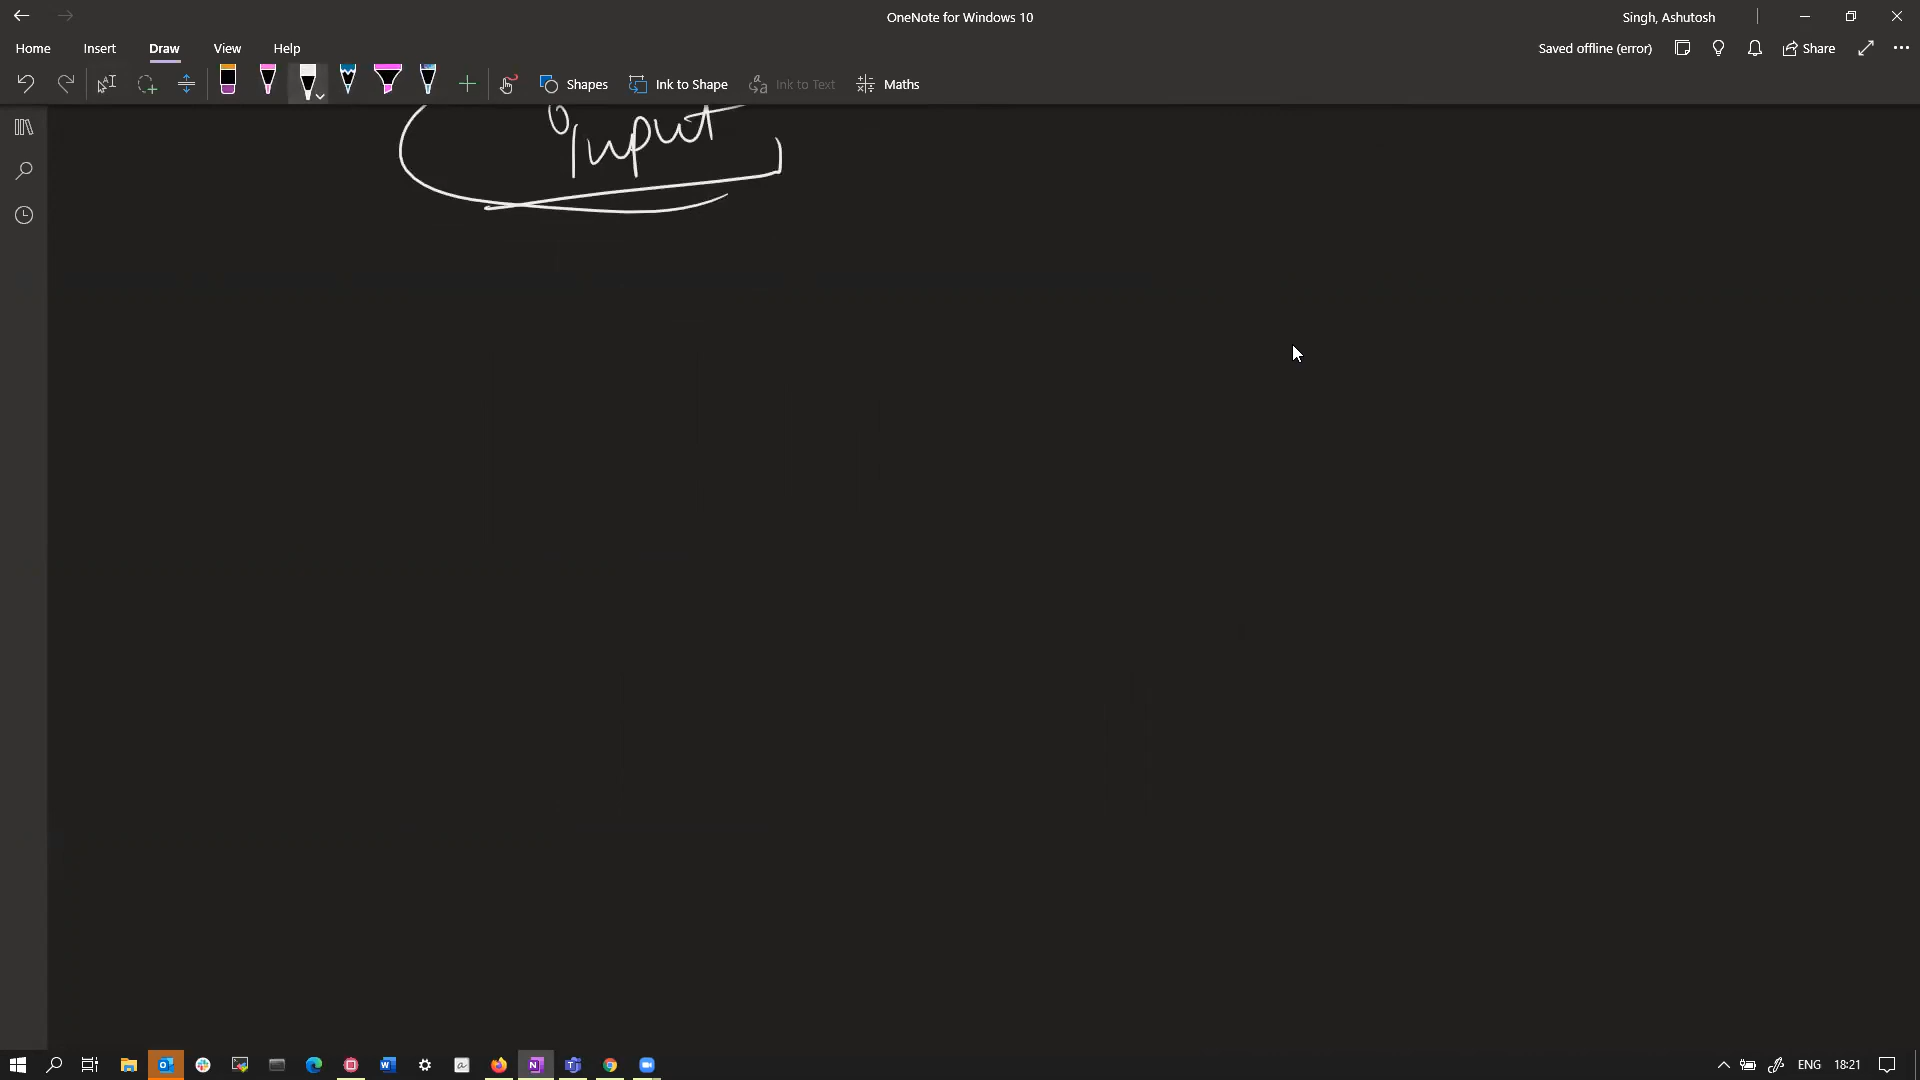 OneNote for Windows 10
Singh, Ashutosh
Home Insert Draw View Help
Saved offline (error) Share
Shapes Ink to Shape Ink to Text Maths
Input
ENG 18:21